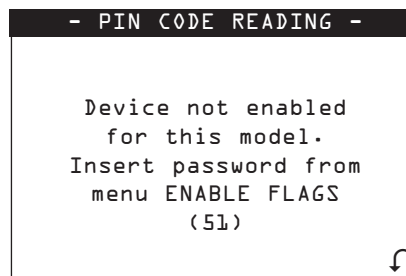 - PIN CODE READING -
Device not enabled
for this model.
Insert password from
menu ENABLE FLAGS
(51)